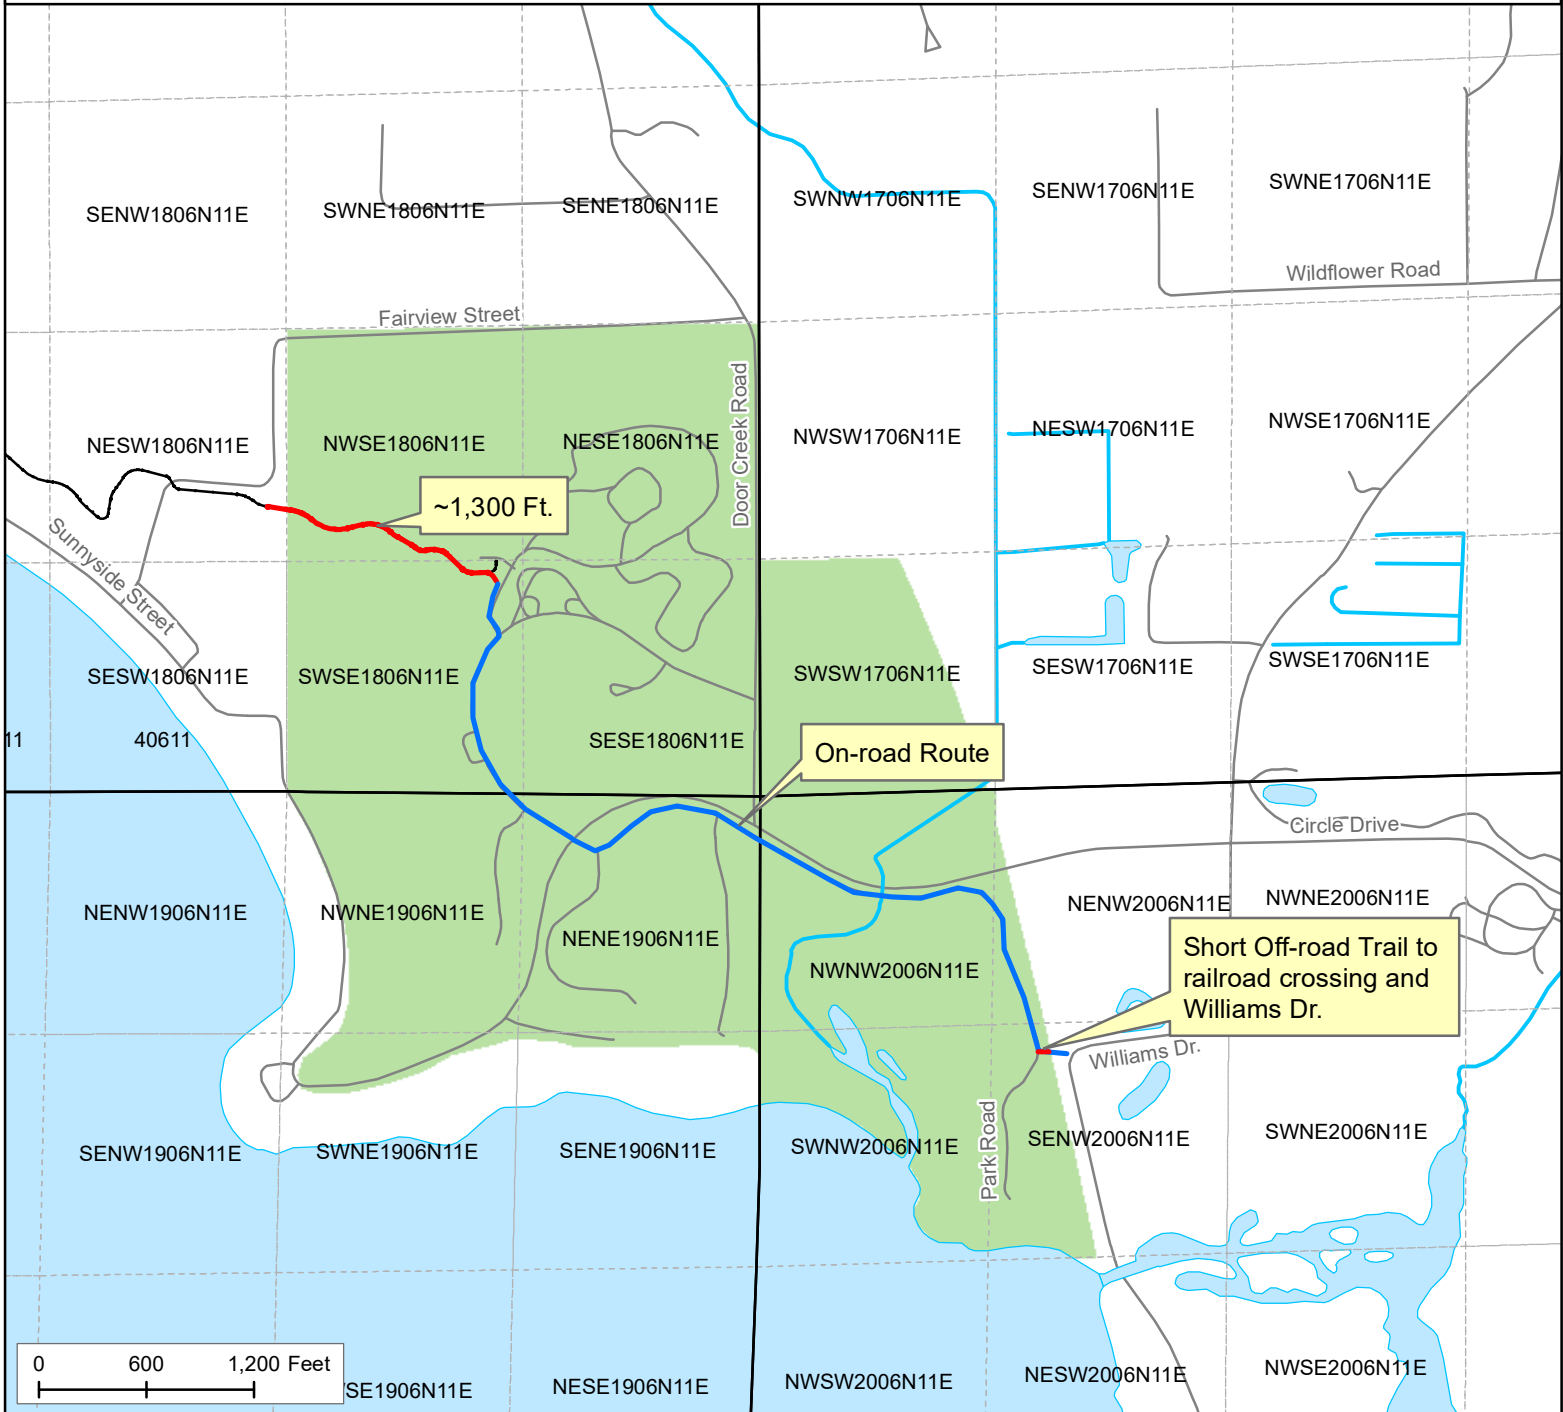 SENW1806N11E
SWNE1806N11E
SENE1806N11E
SWNW1706N11E
SENW1706N11E
SWNE1706N11E
Wildflower Road
Fairview Street
Door Creek Road
NESW1806N11E
NWSE1806N11E
NESE1806N11E
NWSW1706N11E
NESW1706N11E
NWSE1706N11E
~1,300 Ft.
Sunnyside Street
SESW1806N11E
SWSE1806N11E
SWSW1706N11E
SESW1706N11E
SWSE1706N11E
11
40611
SESE1806N11E
On-road Route
Circle Drive
NENW1906N11E
NWNE1906N11E
NENE1906N11E
NWNW2006N11E
NENW2006N11E
NWNE2006N11E
Short Off-road Trail to
railroad crossing and
Williams Dr.
Williams Dr.
Park Road
SENW1906N11E
SWNE1906N11E
SENE1906N11E
SWNW2006N11E
SENW2006N11E
SWNE2006N11E
0 600 1,200 Feet
SE1906N11E
NESE1906N11E
NWSW2006N11E
NESW2006N11E
NWSE2006N11E